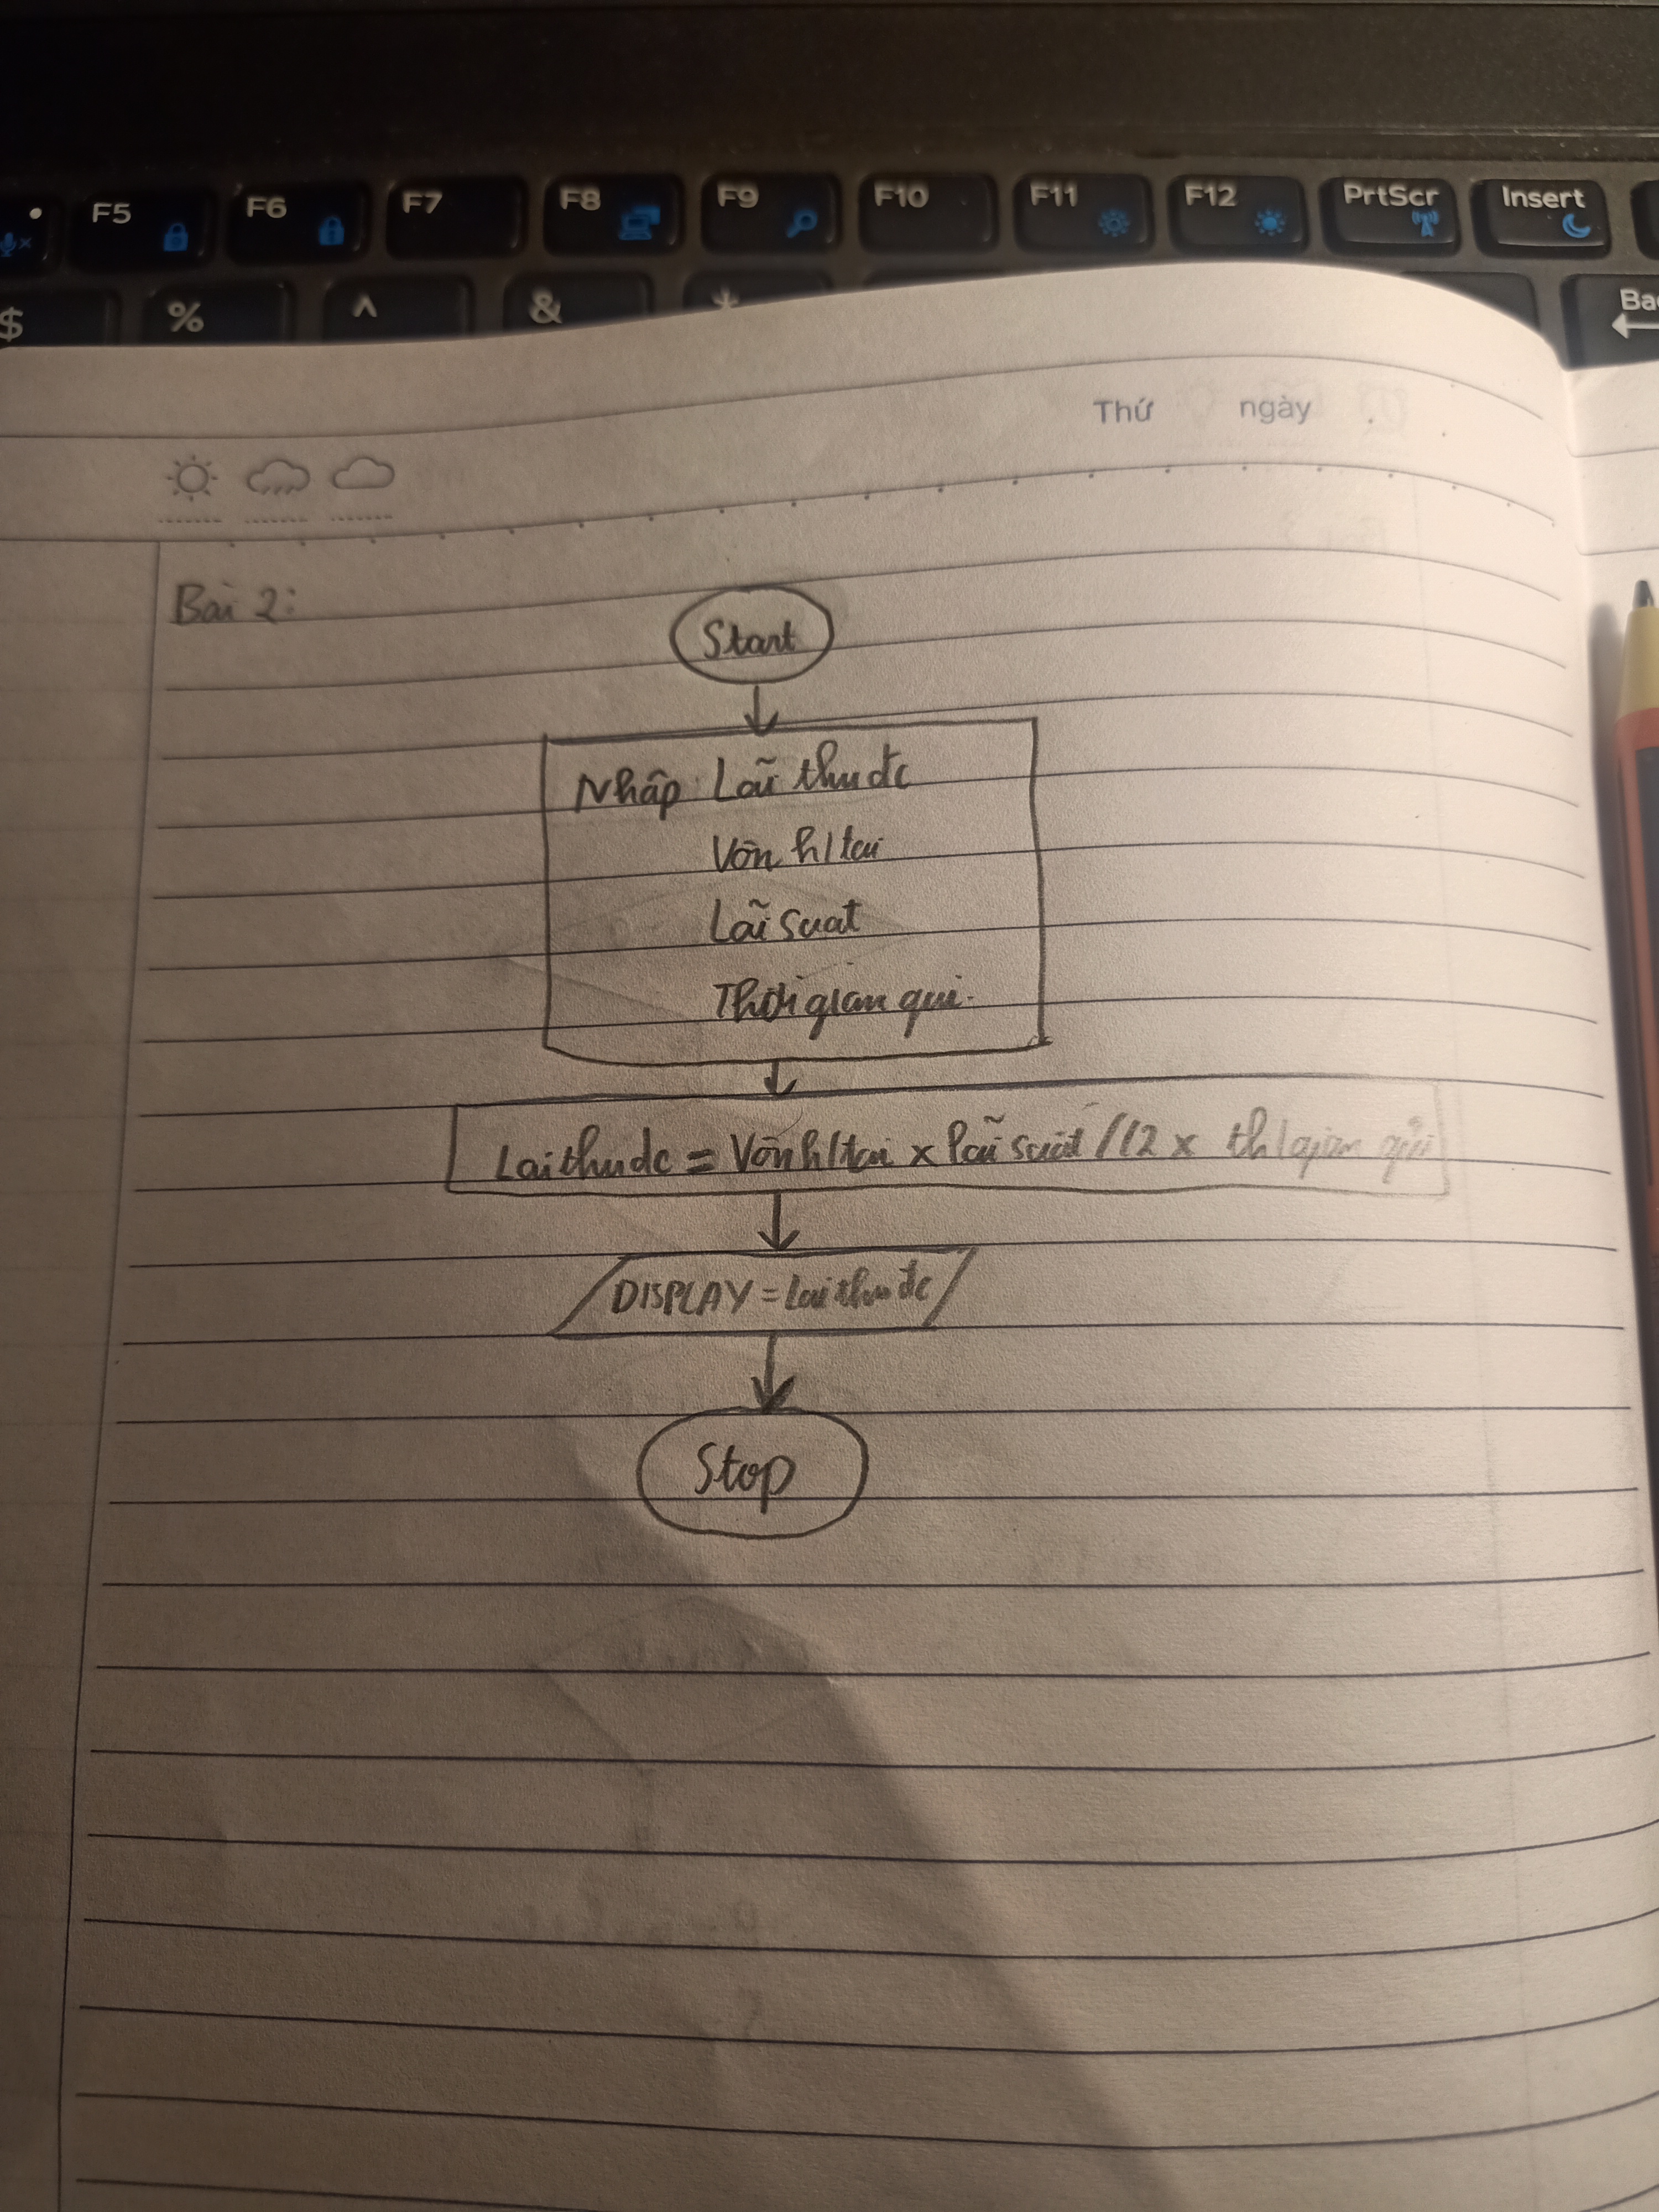 F5 F6 F7 F8 F9 F10 F11 F12 PrtScr Insert
$ % ^ & *
Thứ ngày
Bài 2:
Start
Nhập: Lãi thu đc
Vốn h/tại
Lãi suat
Thời gian gui.
Lai thu dc = Vốn h/tại x lãi suất /12 x th/gian gửi
DISPLAY = Lai thu đc
Stop